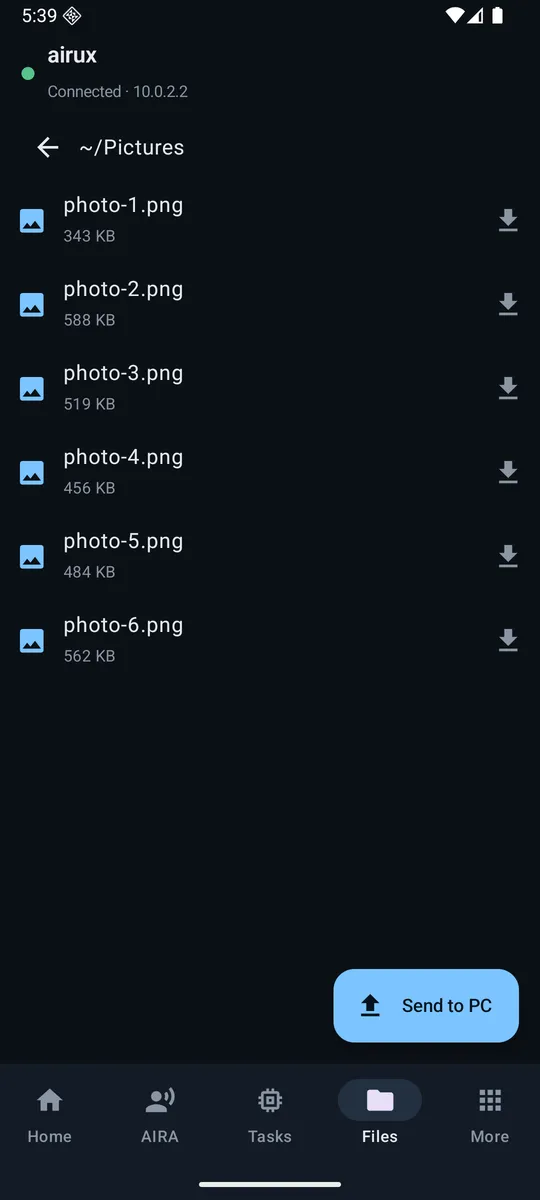 5:39
airux
Connected · 10.0.2.2
~/Pictures
photo-1.png
343 KB
photo-2.png
588 KB
photo-3.png
519 KB
photo-4.png
456 KB
photo-5.png
484 KB
photo-6.png
562 KB
Send to PC
Home AIRA Tasks Files More